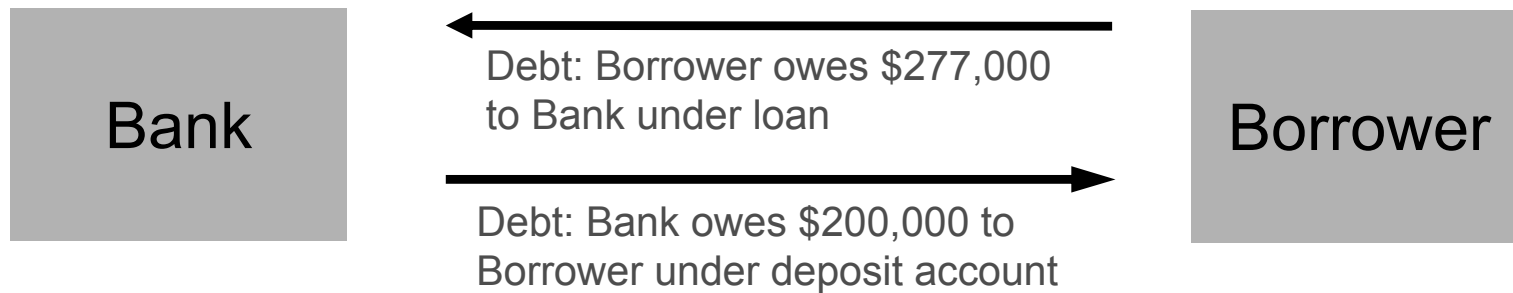 Bank
Debt: Borrower owes $277,000
to Bank under loan
Debt: Bank owes $200,000 to
Borrower under deposit account
Borrower